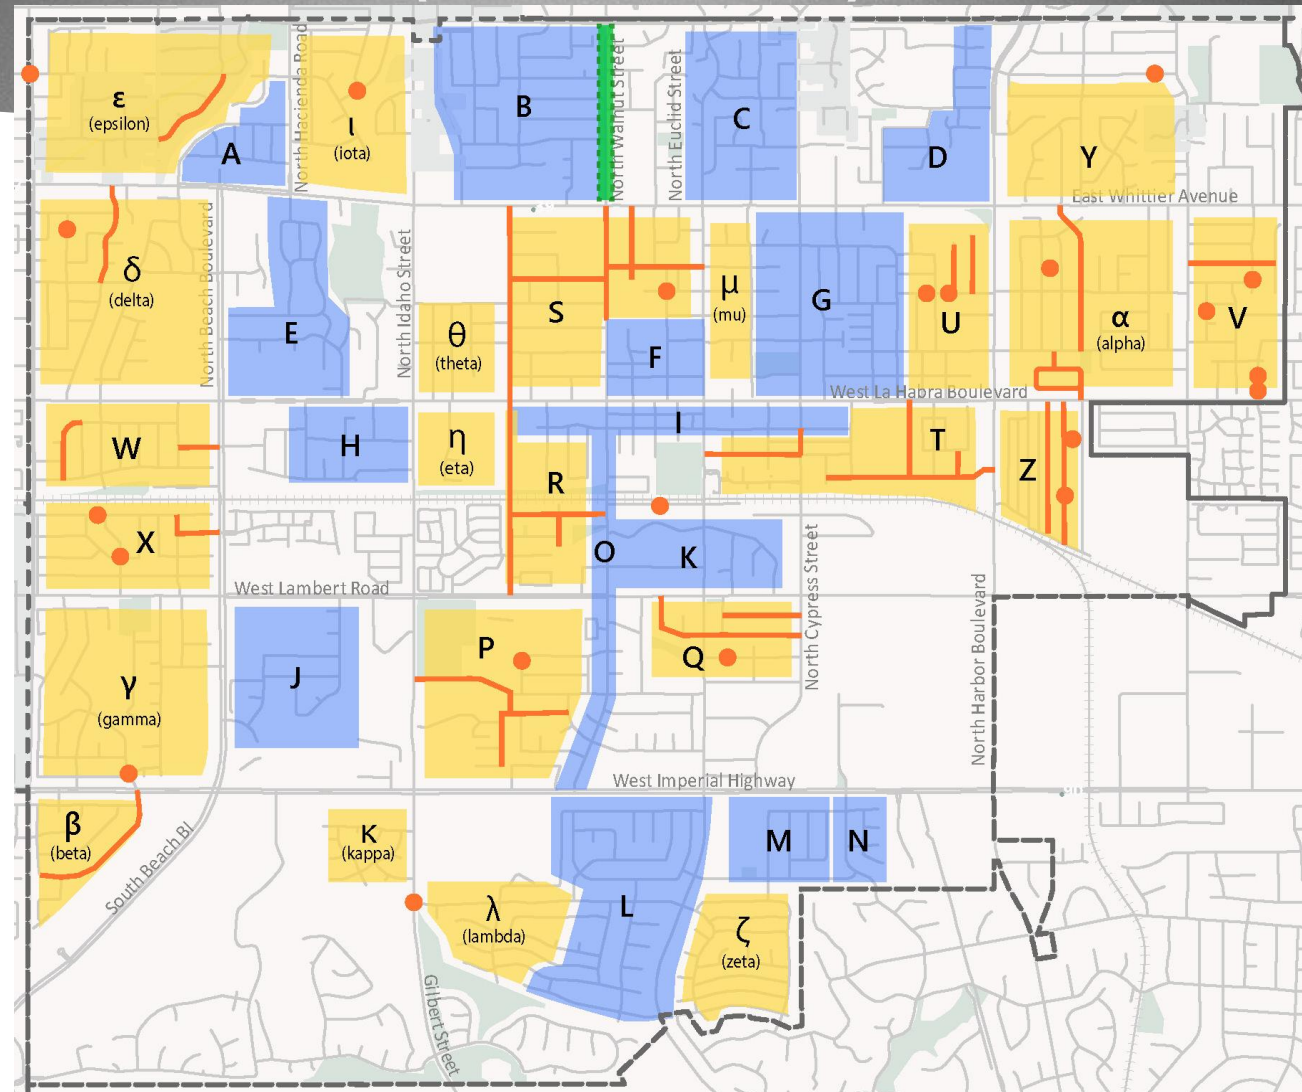 ε
(epsilon)
North Hacienda Road
ι
(iota)
B
North Walnut Street
North Euclid Street
C
D
Y
A
East Whittier Avenue
δ
(delta)
North Beach Boulevard
E
North Idaho Street
θ
(theta)
S
F
μ
(mu)
G
U
α
(alpha)
V
West La Habra Boulevard
W
H
η
(eta)
I
T
Z
R
X
O
K
North Cypress Street
West Lambert Road
γ
(gamma)
J
P
Q
North Harbor Boulevard
West Imperial Highway
90
β
(beta)
South Beach Bl
κ
(kappa)
L
M
N
λ
(lambda)
ζ
(zeta)
Gilbert Street